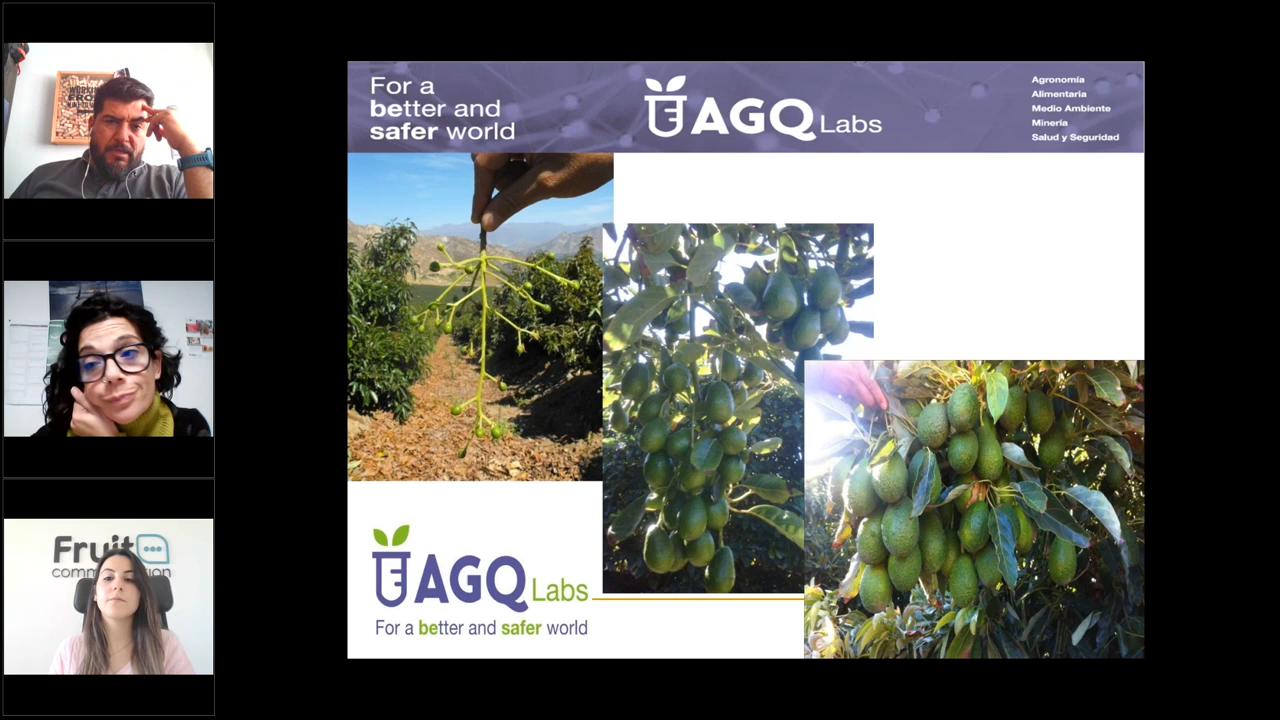 For a
better and
safer world
AGQ Labs
Agronomía
Alimentaria
Medio Ambiente
Minería
Salud y Seguridad
AGQ Labs
For a better and safer world
Fruit